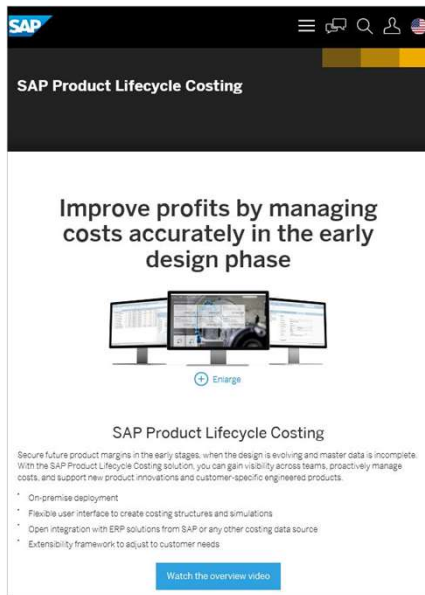 SAP
SAP Product Lifecycle Costing
Improve profits by managing
costs accurately in the early
design phase
Enlarge
SAP Product Lifecycle Costing
Secure future product margins in the early stages, when the design is evolving and master data is incomplete.
With the SAP Product Lifecycle Costing solution, you can gain visibility across teams, proactively manage
costs, and support new product innovations and customer-specific engineered products.
On-premise deployment
Flexible user interface to create costing structures and simulations
Open integration with ERP solutions from SAP or any other costing data source
Extensibility framework to adjust to customer needs
Watch the overview video